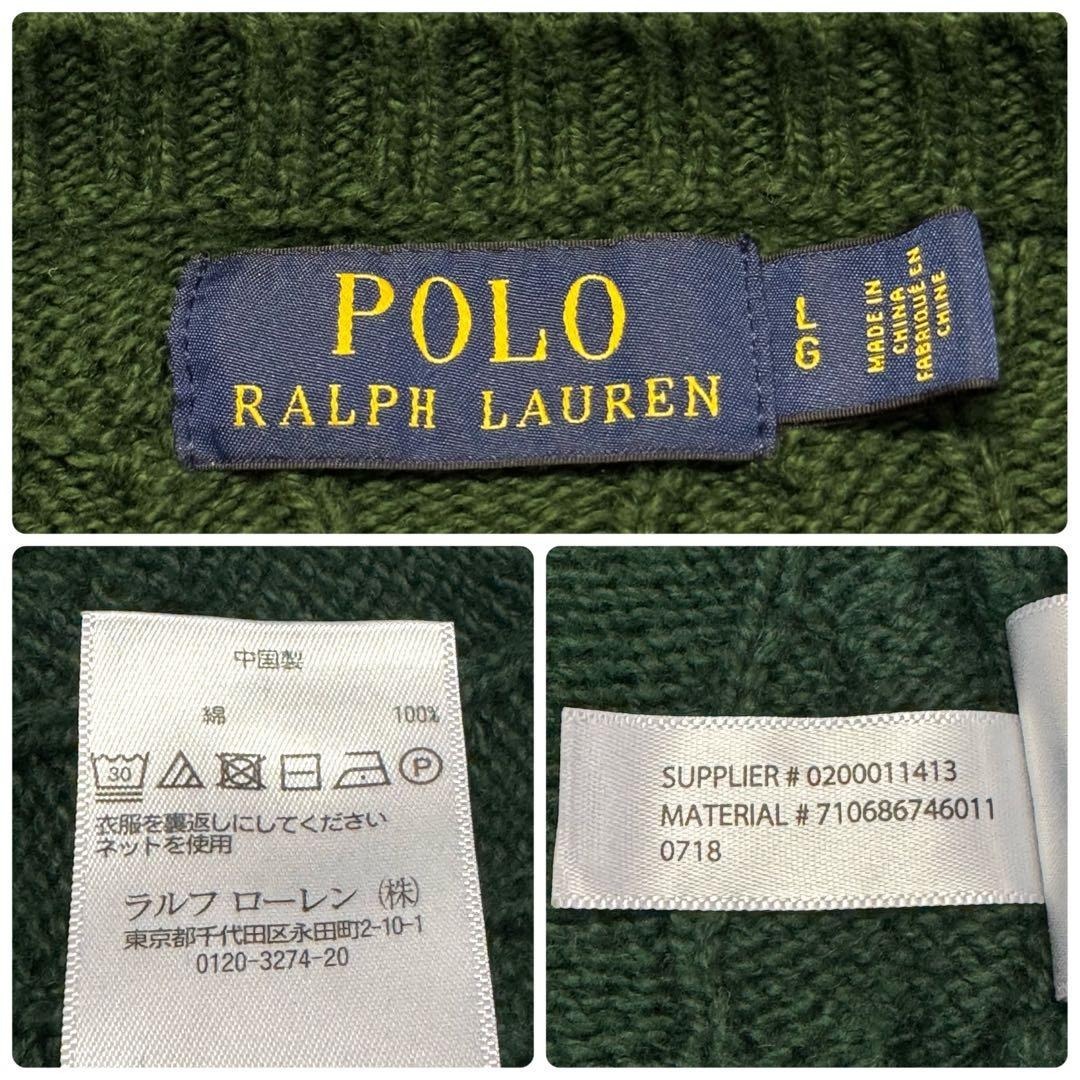 POLO
RALPH LAUREN
L
G
MADE IN
CHINA
FABRIQUÉ EN
CHINE
中国製
綿 100%
30
P
衣服を裏返しにしてください
ネットを使用
ラルフ ローレン (株)
東京都千代田区永田町2-10-1
0120-3274-20
SUPPLIER # 0200011413
MATERIAL # 710686746011
0718